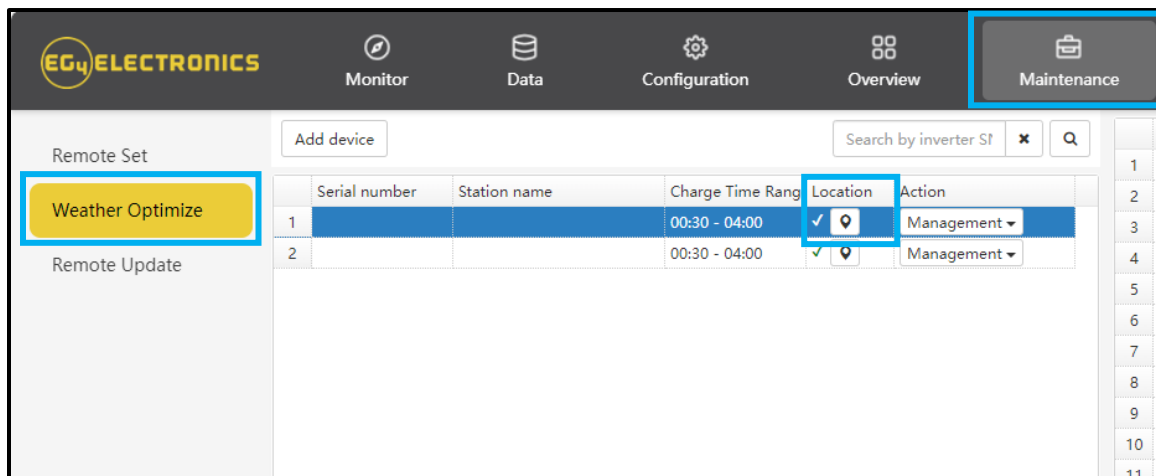 EG4 ELECTRONICS
Monitor
Data
Configuration
Overview
Maintenance
Remote Set
Weather Optimize
Remote Update
Add device
Search by inverter SN
Serial number Station name Charge Time Rang Location Action
1 00:30 - 04:00 Management
2 00:30 - 04:00 Management
1
2
3
4
5
6
7
8
9
10
11